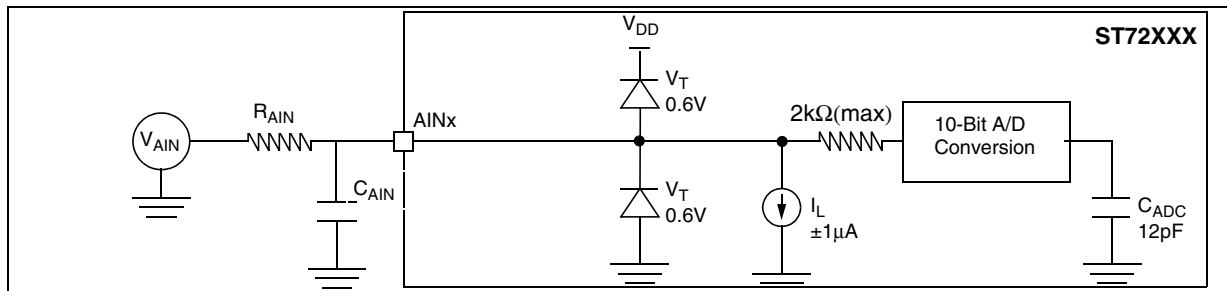 V_DD
ST72XXX
V_T
0.6V
R_AIN
AINx
2kΩ(max)
10-Bit A/D
Conversion
V_AIN
C_AIN
V_T
0.6V
I_L
±1μA
C_ADC
12pF